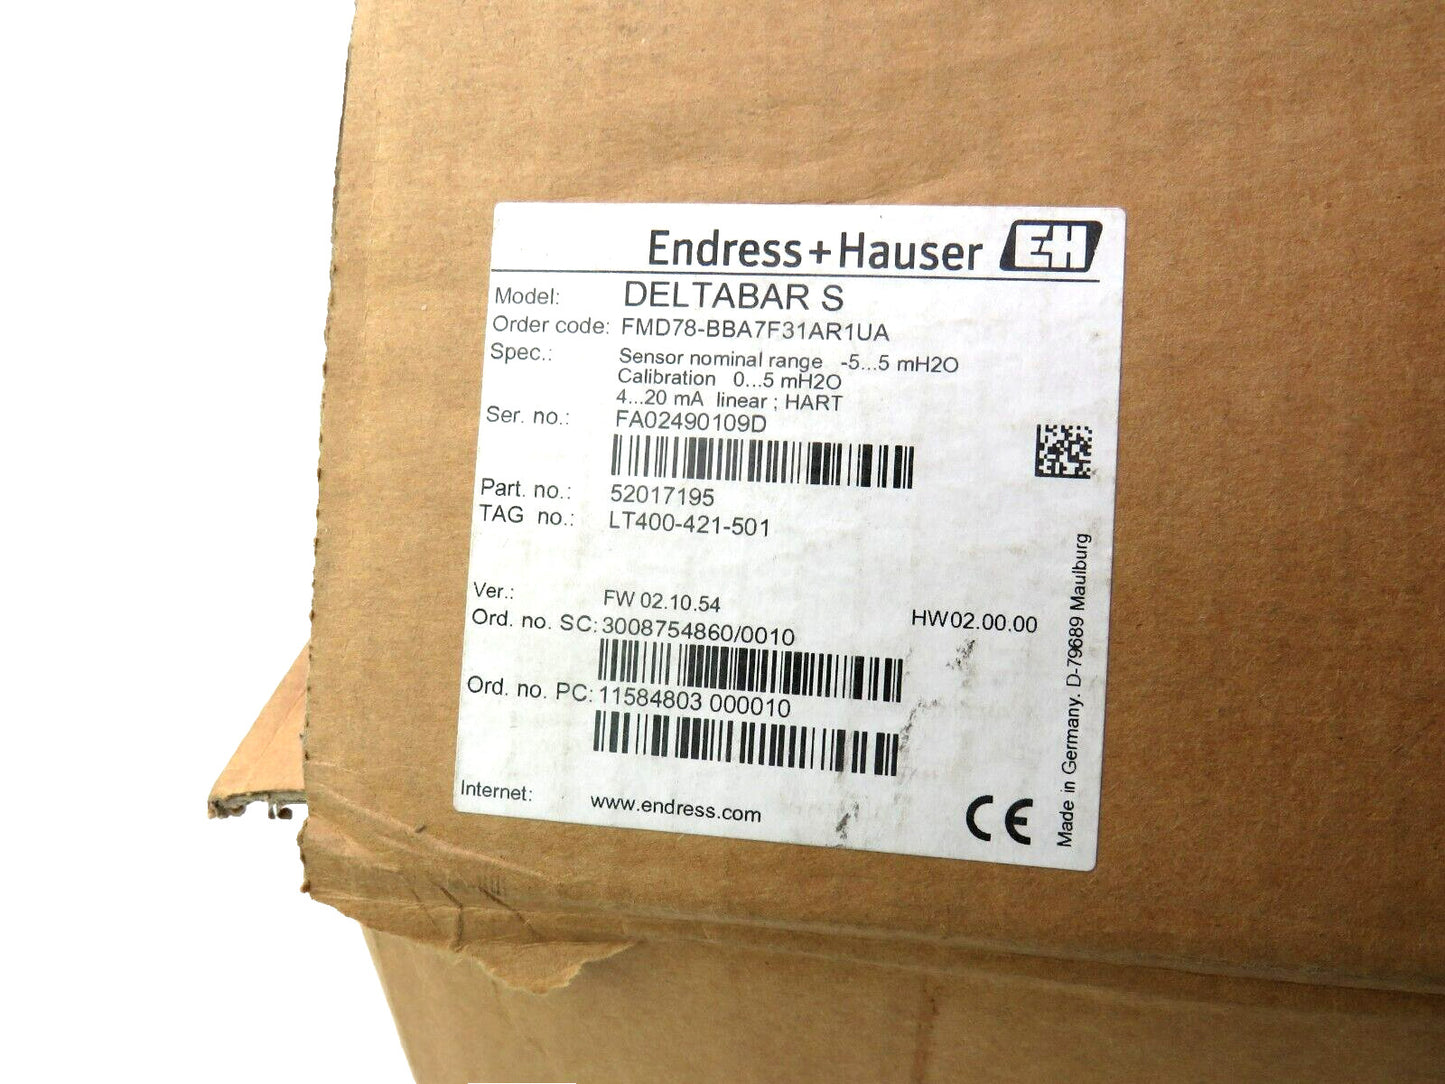 Endress+Hauser EH
Model: DELTABAR S
Order code: FMD78-BBA7F31AR1UA
Spec.: Sensor nominal range -5...5 mH2O
Calibration 0...5 mH2O
4...20 mA linear ; HART
Ser. no.: FA02490109D
Part. no.: 52017195
TAG no.: LT400-421-501
Ver.: FW 02.10.54 HW02.00.00
Ord. no. SC: 3008754860/0010
Ord. no. PC: 11584803 000010
Internet: www.endress.com
CE
Made in Germany. D-79689 Maulburg